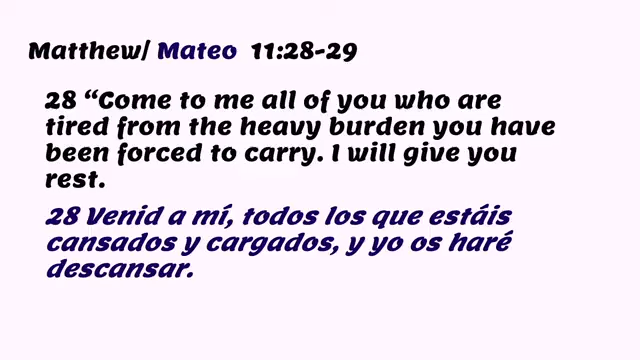 Matthew/ Mateo 11:28-29
28 “Come to me all of you who are
tired from the heavy burden you have
been forced to carry. I will give you
rest.
28 Venid a mí, todos los que estáis
cansados y cargados, y yo os haré
descansar.